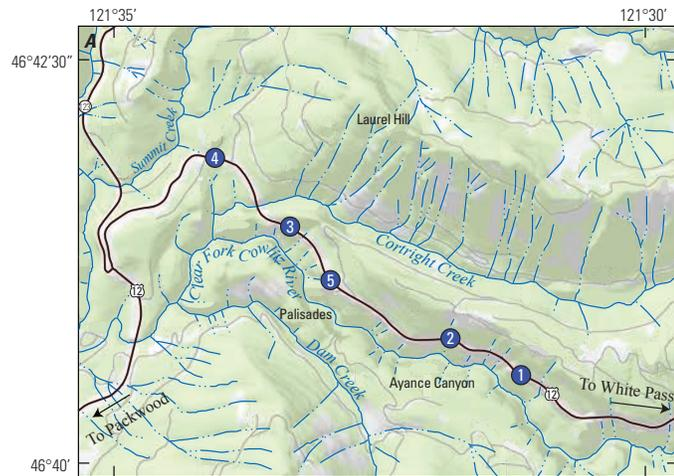 121°35'
121°30'
A
46°42'30"
123
Laurel Hill
Summit Creek
4
3
Cortright Creek
Clear Fork Cowlitz River
5
12
Palisades
2
Dam Creek
1
Ayance Canyon
12
To White Pass
To Packwood
46°40'